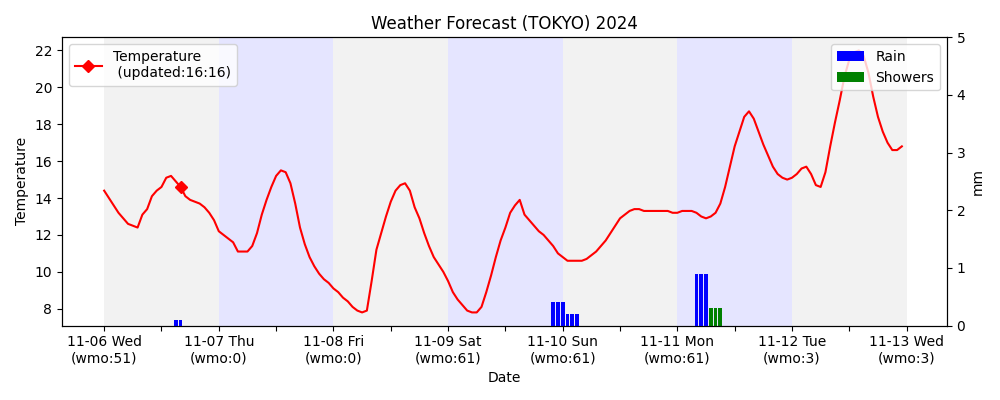 Weather Forecast (TOKYO) 2024
Temperature
(updated:16:16)
Rain
Showers
Temperature
22
20
18
16
14
12
10
8
5
4
3
2
1
0
mm
11-06 Wed
(wmo:51)
11-07 Thu
(wmo:0)
11-08 Fri
(wmo:0)
11-09 Sat
(wmo:61)
11-10 Sun
(wmo:61)
11-11 Mon
(wmo:61)
11-12 Tue
(wmo:3)
11-13 Wed
(wmo:3)
Date